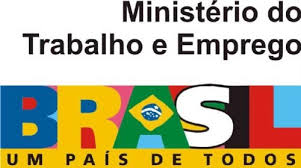 Ministério do
Trabalho e Emprego
BRASIL
UM PAÍS DE TODOS